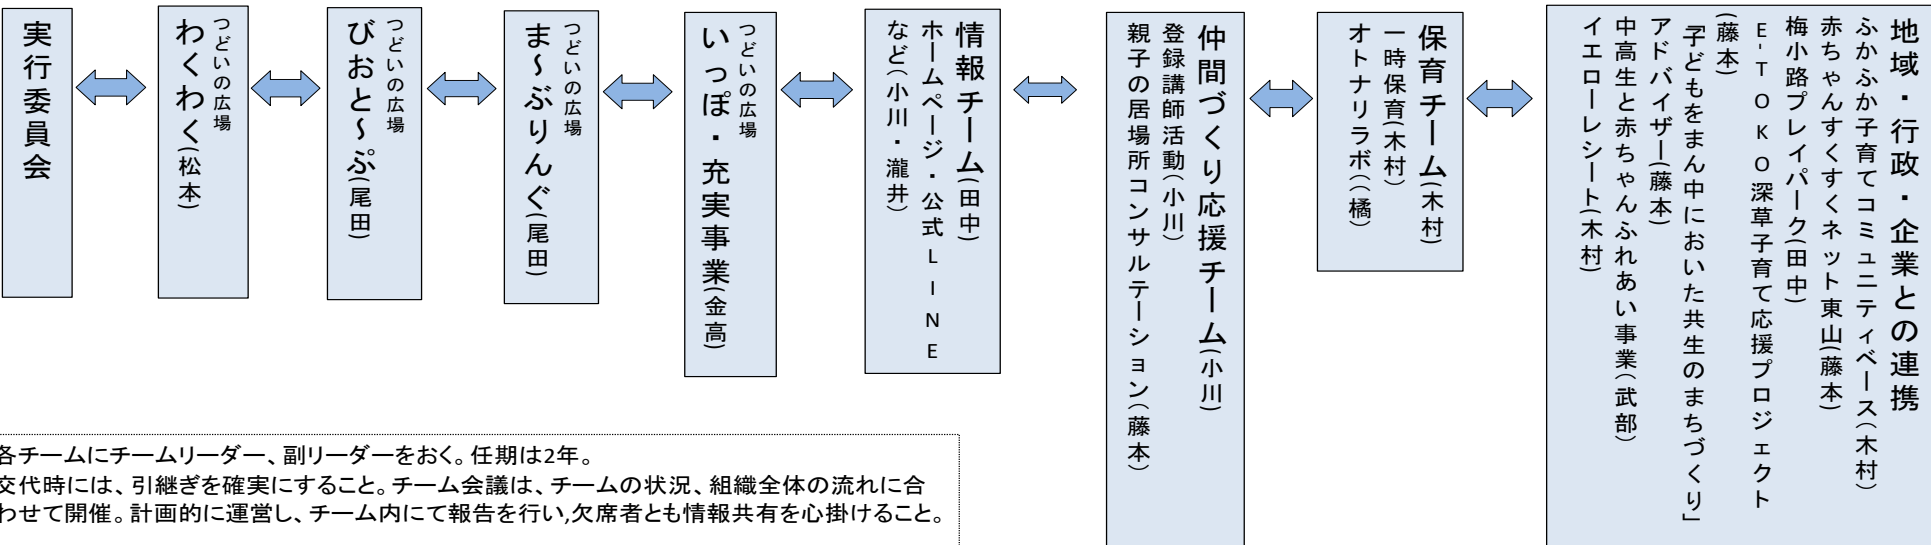 実行委員会
つどいの広場
わくわく(松本)
つどいの広場
びおと~ぷ(尾田)
つどいの広場
ま~ぶりんぐ(尾田)
つどいの広場
いっぽ・充実事業(金高)
情報チーム(田中)
ホームページ・公式LINE
など(小川・瀧井)
仲間づくり応援チーム(小川)
登録講師活動(小川)
親子の居場所コンサルテーション(藤本)
保育チーム(木村)
一時保育(木村)
オトナリラボ((橘)
地域・行政・企業との連携
ふかふか子育てコミュニティベース(木村)
赤ちゃんすくすくネット東山(藤本)
梅小路プレイパーク(田中)
E'TOKO深草子育て応援プロジェクト
(藤本)
『子どもをまん中においた共生のまちづくり」
アドバイザー(藤本)
中高生と赤ちゃんふれあい事業(武部)
イエローレシート(木村)
各チームにチームリーダー、副リーダーをおく。任期は2年。
交代時には、引継ぎを確実にすること。チーム会議は、チームの状況、組織全体の流れに合
わせて開催。計画的に運営し、チーム内にて報告を行い,欠席者とも情報共有を心掛けること。